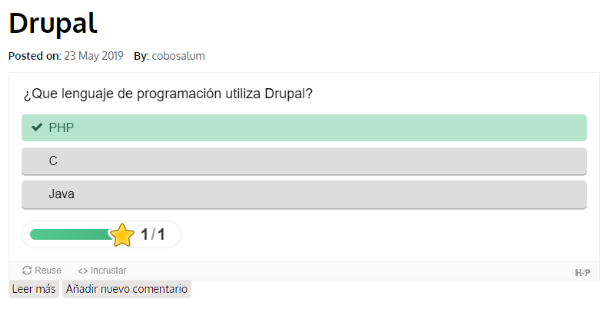 Drupal
Posted on: 23 May 2019 By: cobosalum
¿Que lenguaje de programación utiliza Drupal?
PHP
C
Java
1/1
Reuse <> Incrustar
H5P
Leer más Añadir nuevo comentario